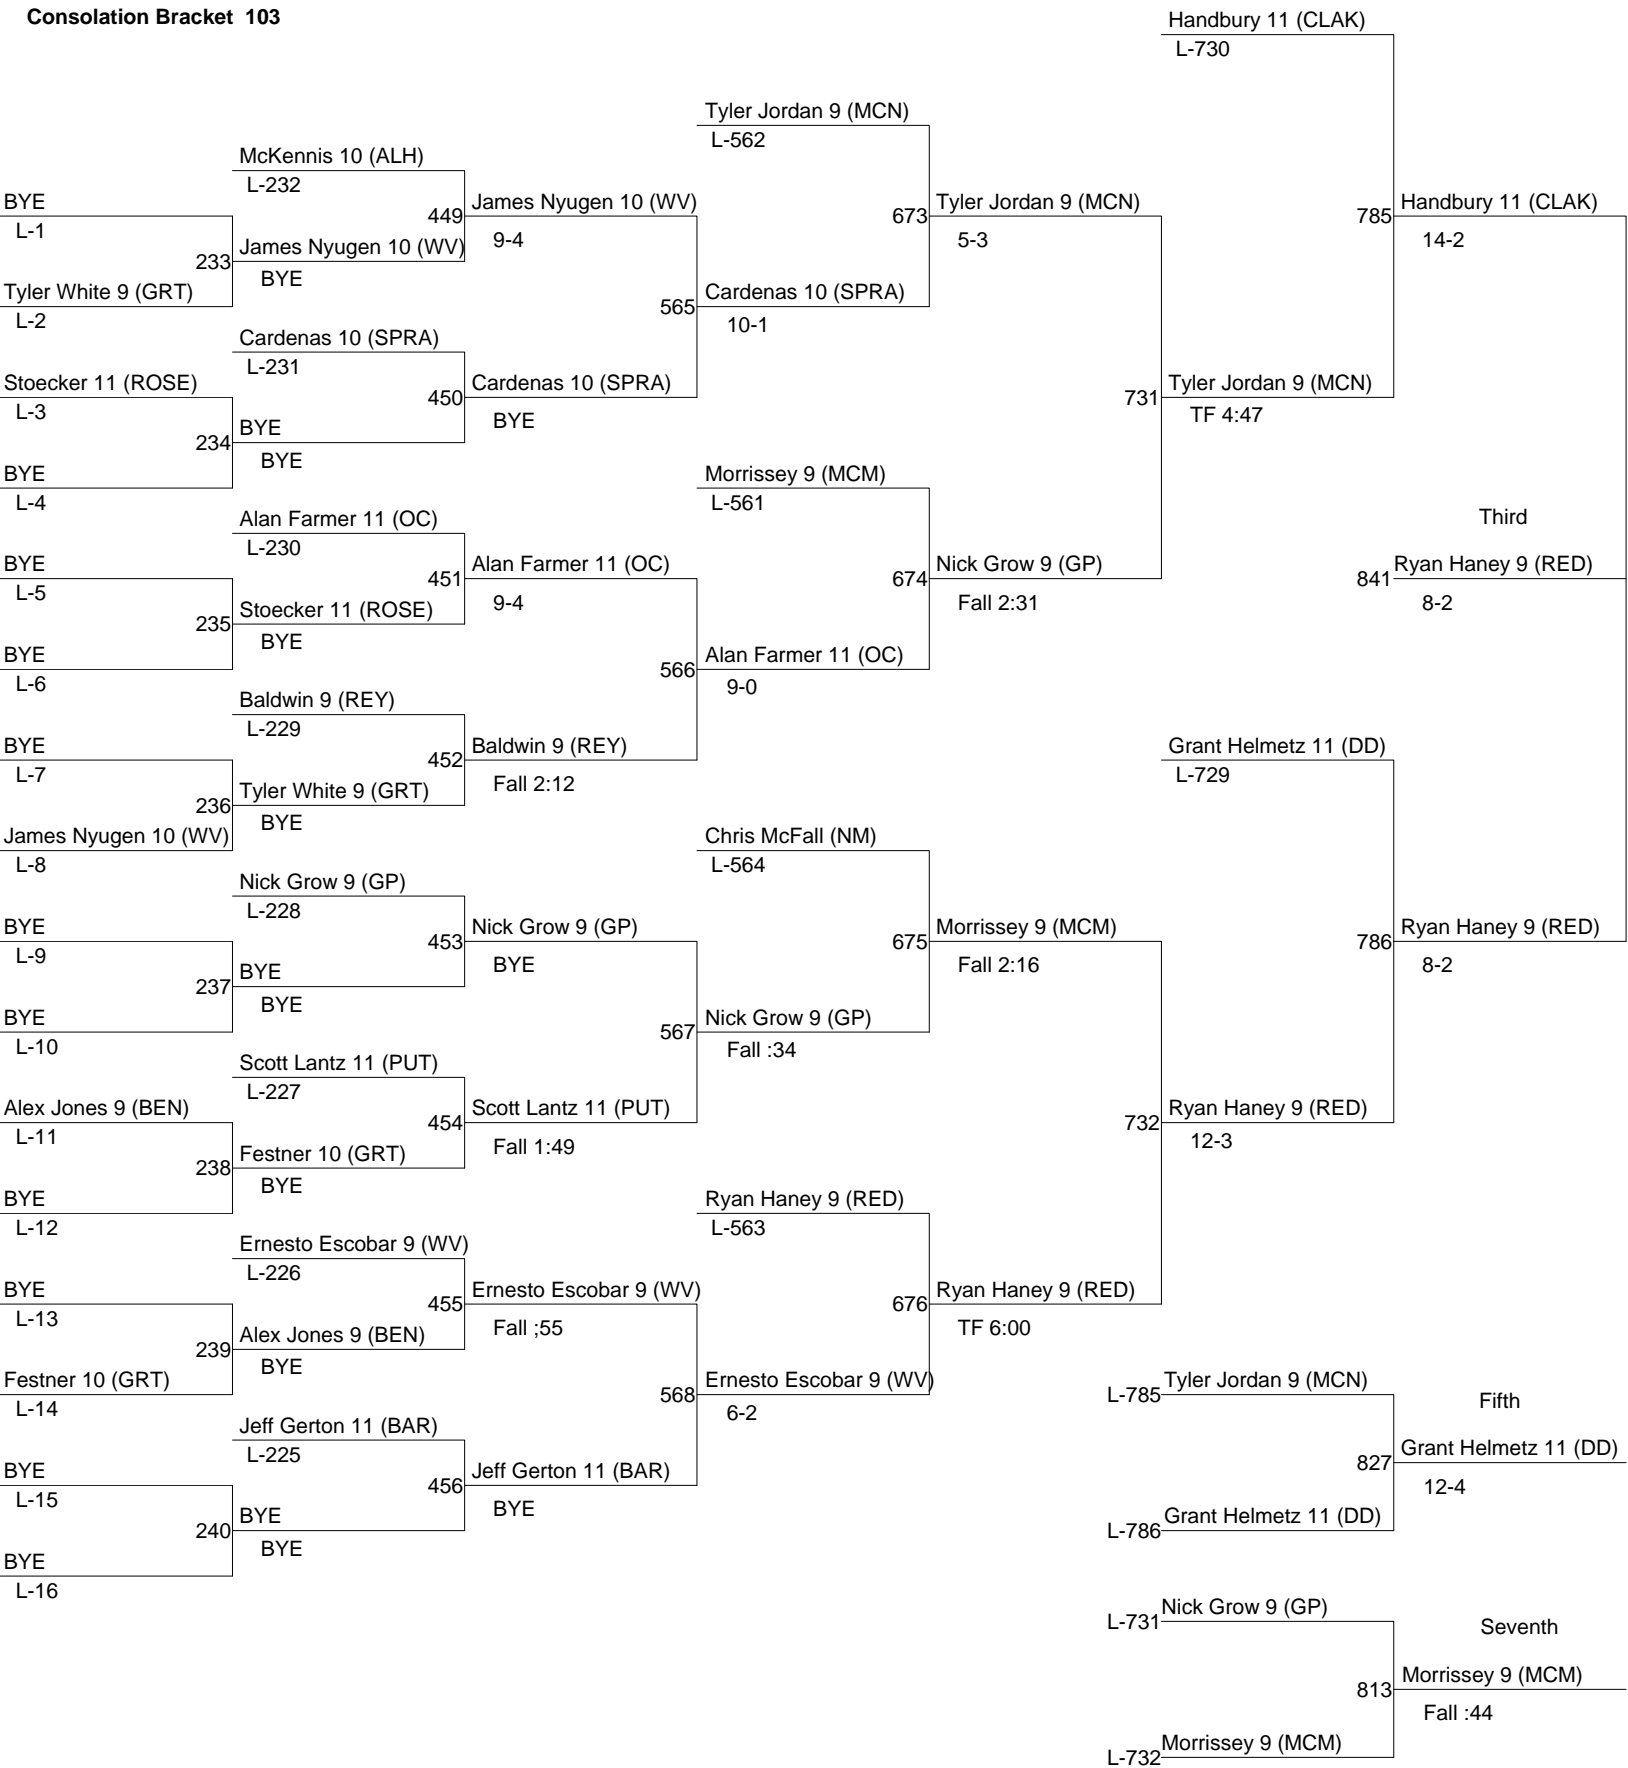 Consolation Bracket  103
BYE
L-1
Tyler White 9 (GRT)
L-2
Stoecker 11 (ROSE)
L-3
BYE
L-4
BYE
L-5
BYE
L-6
BYE
L-7
James Nyugen 10 (WV)
L-8
BYE
L-9
BYE
L-10
Alex Jones 9 (BEN)
L-11
BYE
L-12
BYE
L-13
Festner 10 (GRT)
L-14
BYE
L-15
BYE
L-16
McKennis 10 (ALH)
L-232
233
James Nyugen 10 (WV)
BYE
Cardenas 10 (SPRA)
L-231
234
BYE
BYE
Alan Farmer 11 (OC)
L-230
235
Stoecker 11 (ROSE)
BYE
Baldwin 9 (REY)
L-229
236
Tyler White 9 (GRT)
BYE
Nick Grow 9 (GP)
L-228
237
BYE
BYE
Scott Lantz 11 (PUT)
L-227
238
Festner 10 (GRT)
BYE
Ernesto Escobar 9 (WV)
L-226
239
Alex Jones 9 (BEN)
BYE
Jeff Gerton 11 (BAR)
L-225
240
BYE
BYE
449
James Nyugen 10 (WV)
9-4
450
Cardenas 10 (SPRA)
BYE
451
Alan Farmer 11 (OC)
9-4
452
Baldwin 9 (REY)
Fall 2:12
453
Nick Grow 9 (GP)
BYE
454
Scott Lantz 11 (PUT)
Fall 1:49
455
Ernesto Escobar 9 (WV)
Fall ;55
456
Jeff Gerton 11 (BAR)
BYE
Tyler Jordan 9 (MCN)
L-562
565
Cardenas 10 (SPRA)
10-1
Morrissey 9 (MCM)
L-561
566
Alan Farmer 11 (OC)
9-0
Chris McFall (NM)
L-564
567
Nick Grow 9 (GP)
Fall :34
Ryan Haney 9 (RED)
L-563
568
Ernesto Escobar 9 (WV)
6-2
673
Tyler Jordan 9 (MCN)
5-3
674
Nick Grow 9 (GP)
Fall 2:31
675
Morrissey 9 (MCM)
Fall 2:16
676
Ryan Haney 9 (RED)
TF 6:00
Handbury 11 (CLAK)
L-730
731
Tyler Jordan 9 (MCN)
TF 4:47
Grant Helmetz 11 (DD)
L-729
732
Ryan Haney 9 (RED)
12-3
785
Handbury 11 (CLAK)
14-2
Third
841
Ryan Haney 9 (RED)
8-2
786
Ryan Haney 9 (RED)
8-2
L-785
Tyler Jordan 9 (MCN)
Fifth
827
Grant Helmetz 11 (DD)
12-4
L-786
Grant Helmetz 11 (DD)
L-731
Nick Grow 9 (GP)
Seventh
813
Morrissey 9 (MCM)
Fall :44
L-732
Morrissey 9 (MCM)